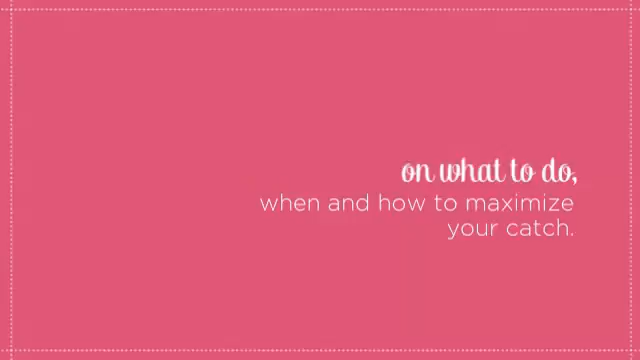 on what to do,
when and how to maximize
your catch.